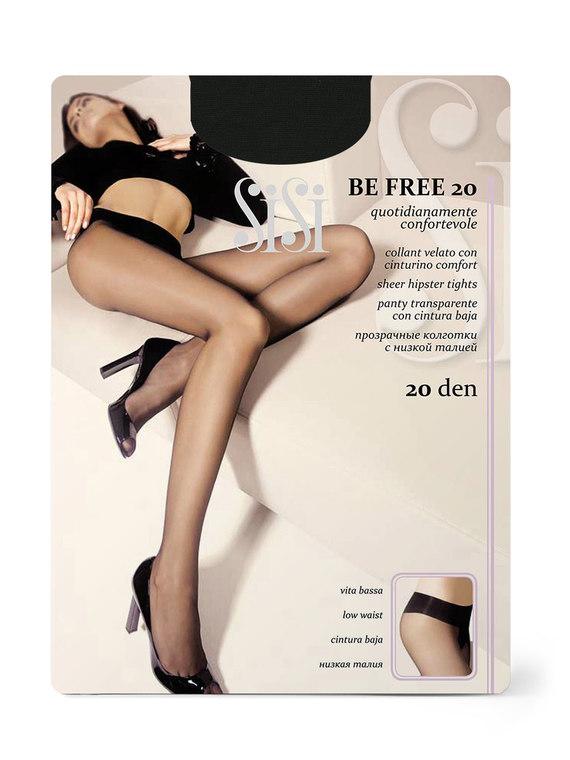 SiSi
BE FREE 20
quotidianamente
confortevole
collant velato con
cinturino comfort
sheer hipster tights
panty transparente
con cintura baja
прозрачные колготки
с низкой талией
20 den
vita bassa
low waist
cintura baja
низкая талия